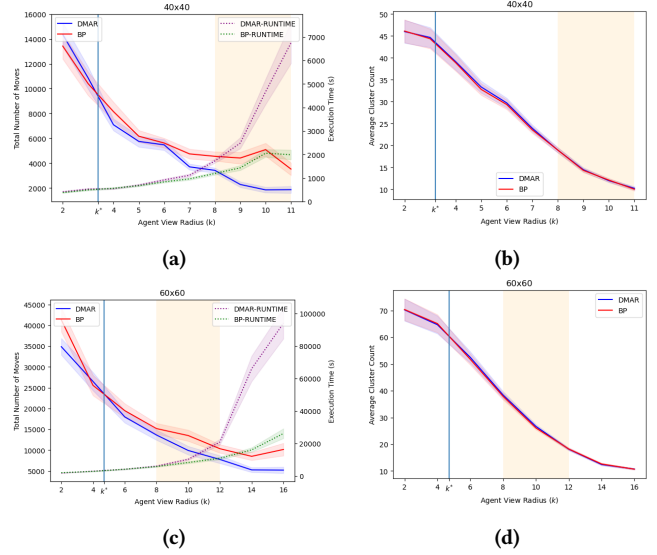 40x40
16000
14000
12000
10000
8000
6000
4000
2000
Total Number of Moves
DMAR
BP
DMAR-RUNTIME
BP-RUNTIME
7000
6000
5000
4000
3000
2000
1000
0
Execution Time (s)
2 k* 4 5 6 7 8 9 10 11
Agent View Radius (k)
(a)
40x40
50
45
40
35
30
25
20
15
10
Average Cluster Count
DMAR
BP
2 k* 4 5 6 7 8 9 10 11
Agent View Radius (k)
(b)
60x60
45000
40000
35000
30000
25000
20000
15000
10000
5000
Total Number of Moves
DMAR
BP
DMAR-RUNTIME
BP-RUNTIME
100000
80000
60000
40000
20000
0
Execution Time (s)
2 4 k* 6 8 10 12 14 16
Agent View Radius (k)
(c)
60x60
70
60
50
40
30
20
10
Average Cluster Count
DMAR
BP
2 4 k* 6 8 10 12 14 16
Agent View Radius (k)
(d)